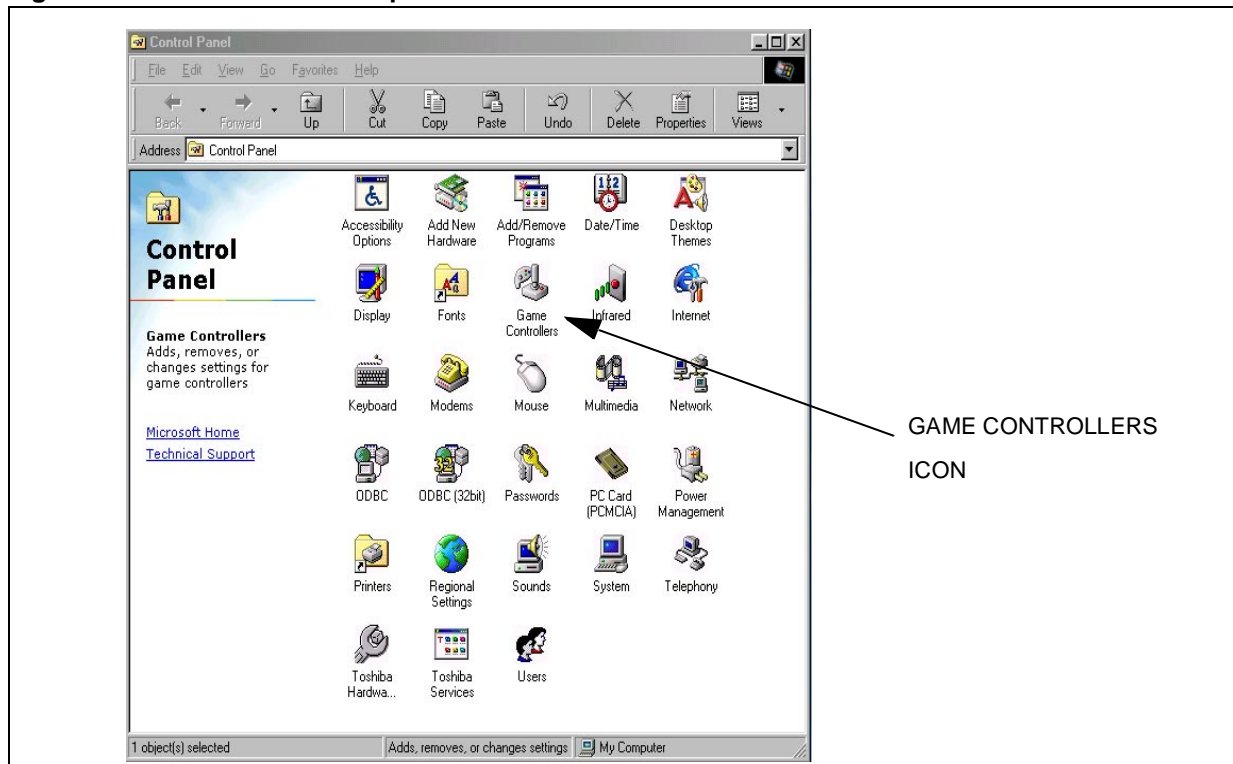 Control Panel
File Edit View Go Favorites Help
Back Forward Up Cut Copy Paste Undo Delete Properties Views
Address Control Panel
Control
Panel
Game Controllers
Adds, removes, or
changes settings for
game controllers
Microsoft Home
Technical Support
Accessibility Options
Add New Hardware
Add/Remove Programs
Date/Time
Desktop Themes
Display
Fonts
Game Controllers
Infrared
Internet
Keyboard
Modems
Mouse
Multimedia
Network
ODBC
ODBC (32bit)
Passwords
PC Card (PCMCIA)
Power Management
Printers
Regional Settings
Sounds
System
Telephony
Toshiba Hardwa...
Toshiba Services
Users
1 object(s) selected
Adds, removes, or changes settings
My Computer
GAME CONTROLLERS
ICON